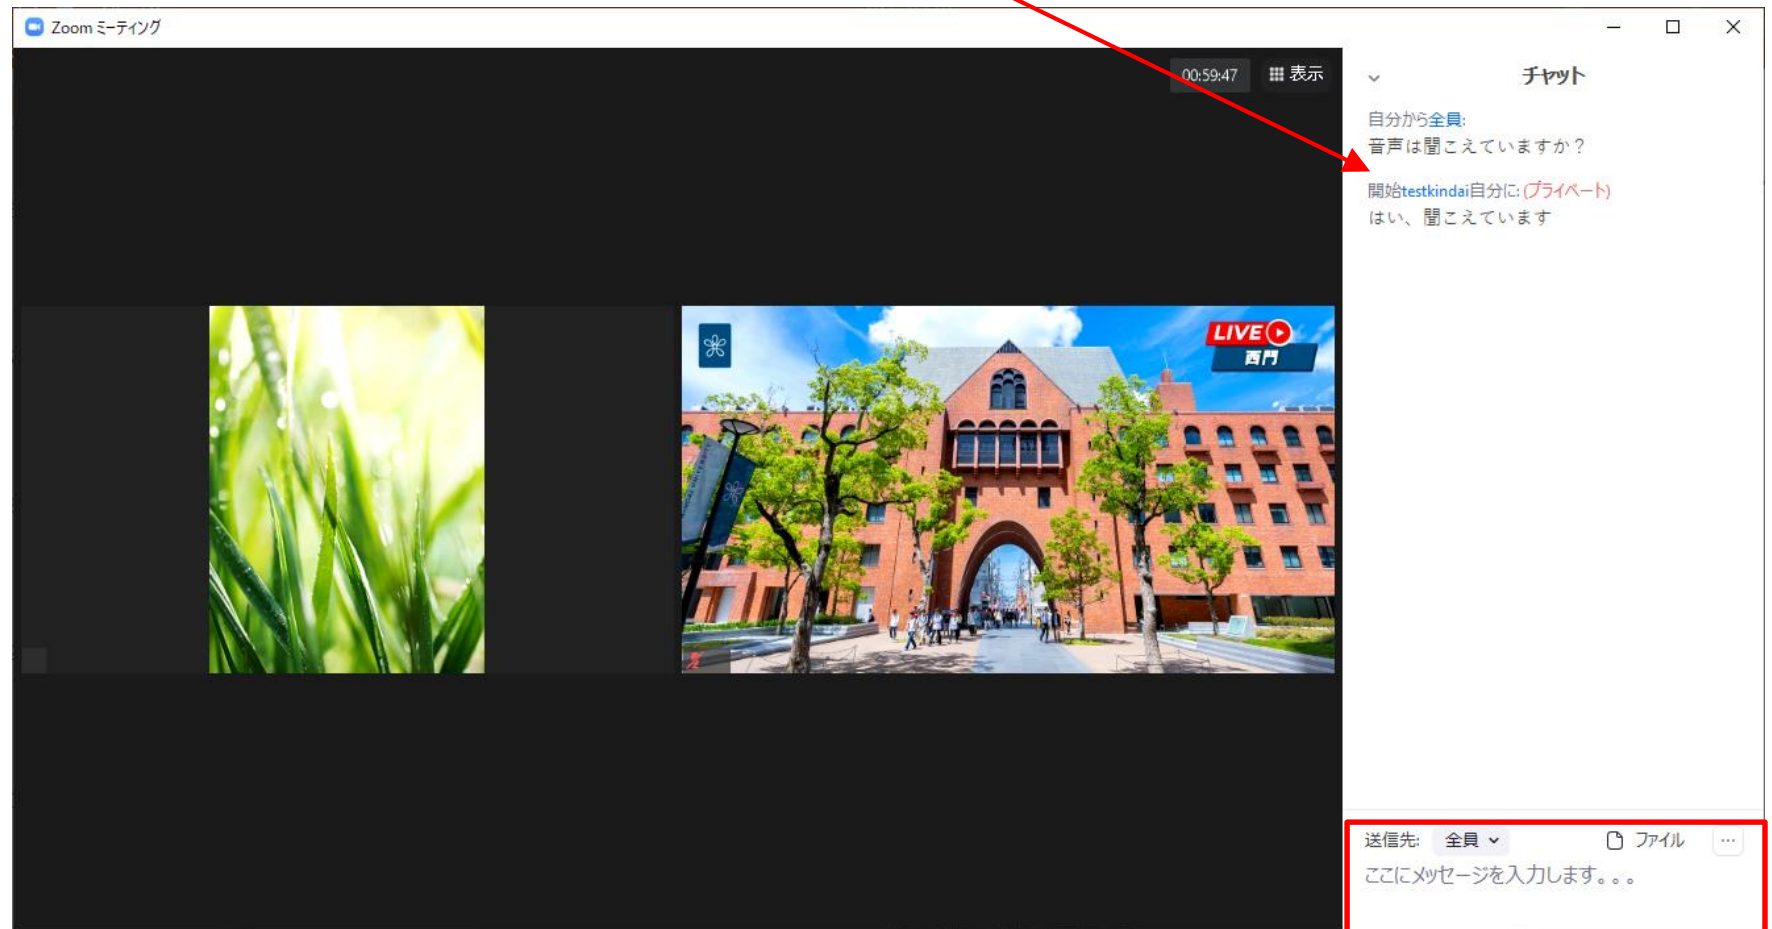 Zoom ミーティング
00:59:47
表示
チャット
自分から全員:
音声は聞こえていますか？
開始testkindai自分に: (プライベート)
はい、聞こえています
LIVE
西門
送信先: 全員
ファイル
ここにメッセージを入力します。。。